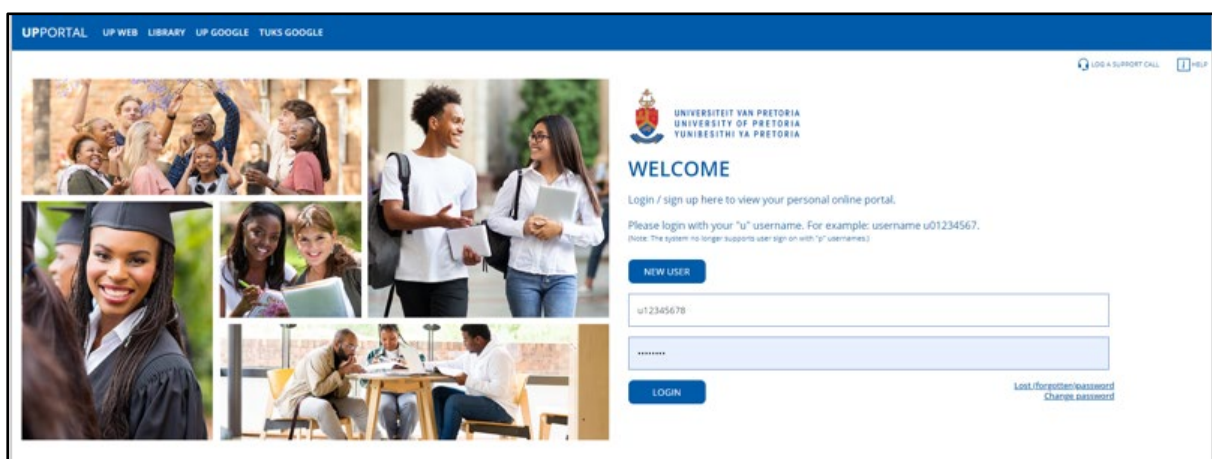 UPPORTAL UP WEB LIBRARY UP GOOGLE TUKS GOOGLE
LOG A SUPPORT CALL i HELP
UNIVERSITEIT VAN PRETORIA
UNIVERSITY OF PRETORIA
YUNIBESITHI YA PRETORIA
WELCOME
Login / sign up here to view your personal online portal.
Please login with your "u" username. For example: username u01234567.
(Note: The system no longer supports user sign on with "p" usernames.)
NEW USER
u12345678
••••••••
LOGIN
Lost (forgotten)password
Change password